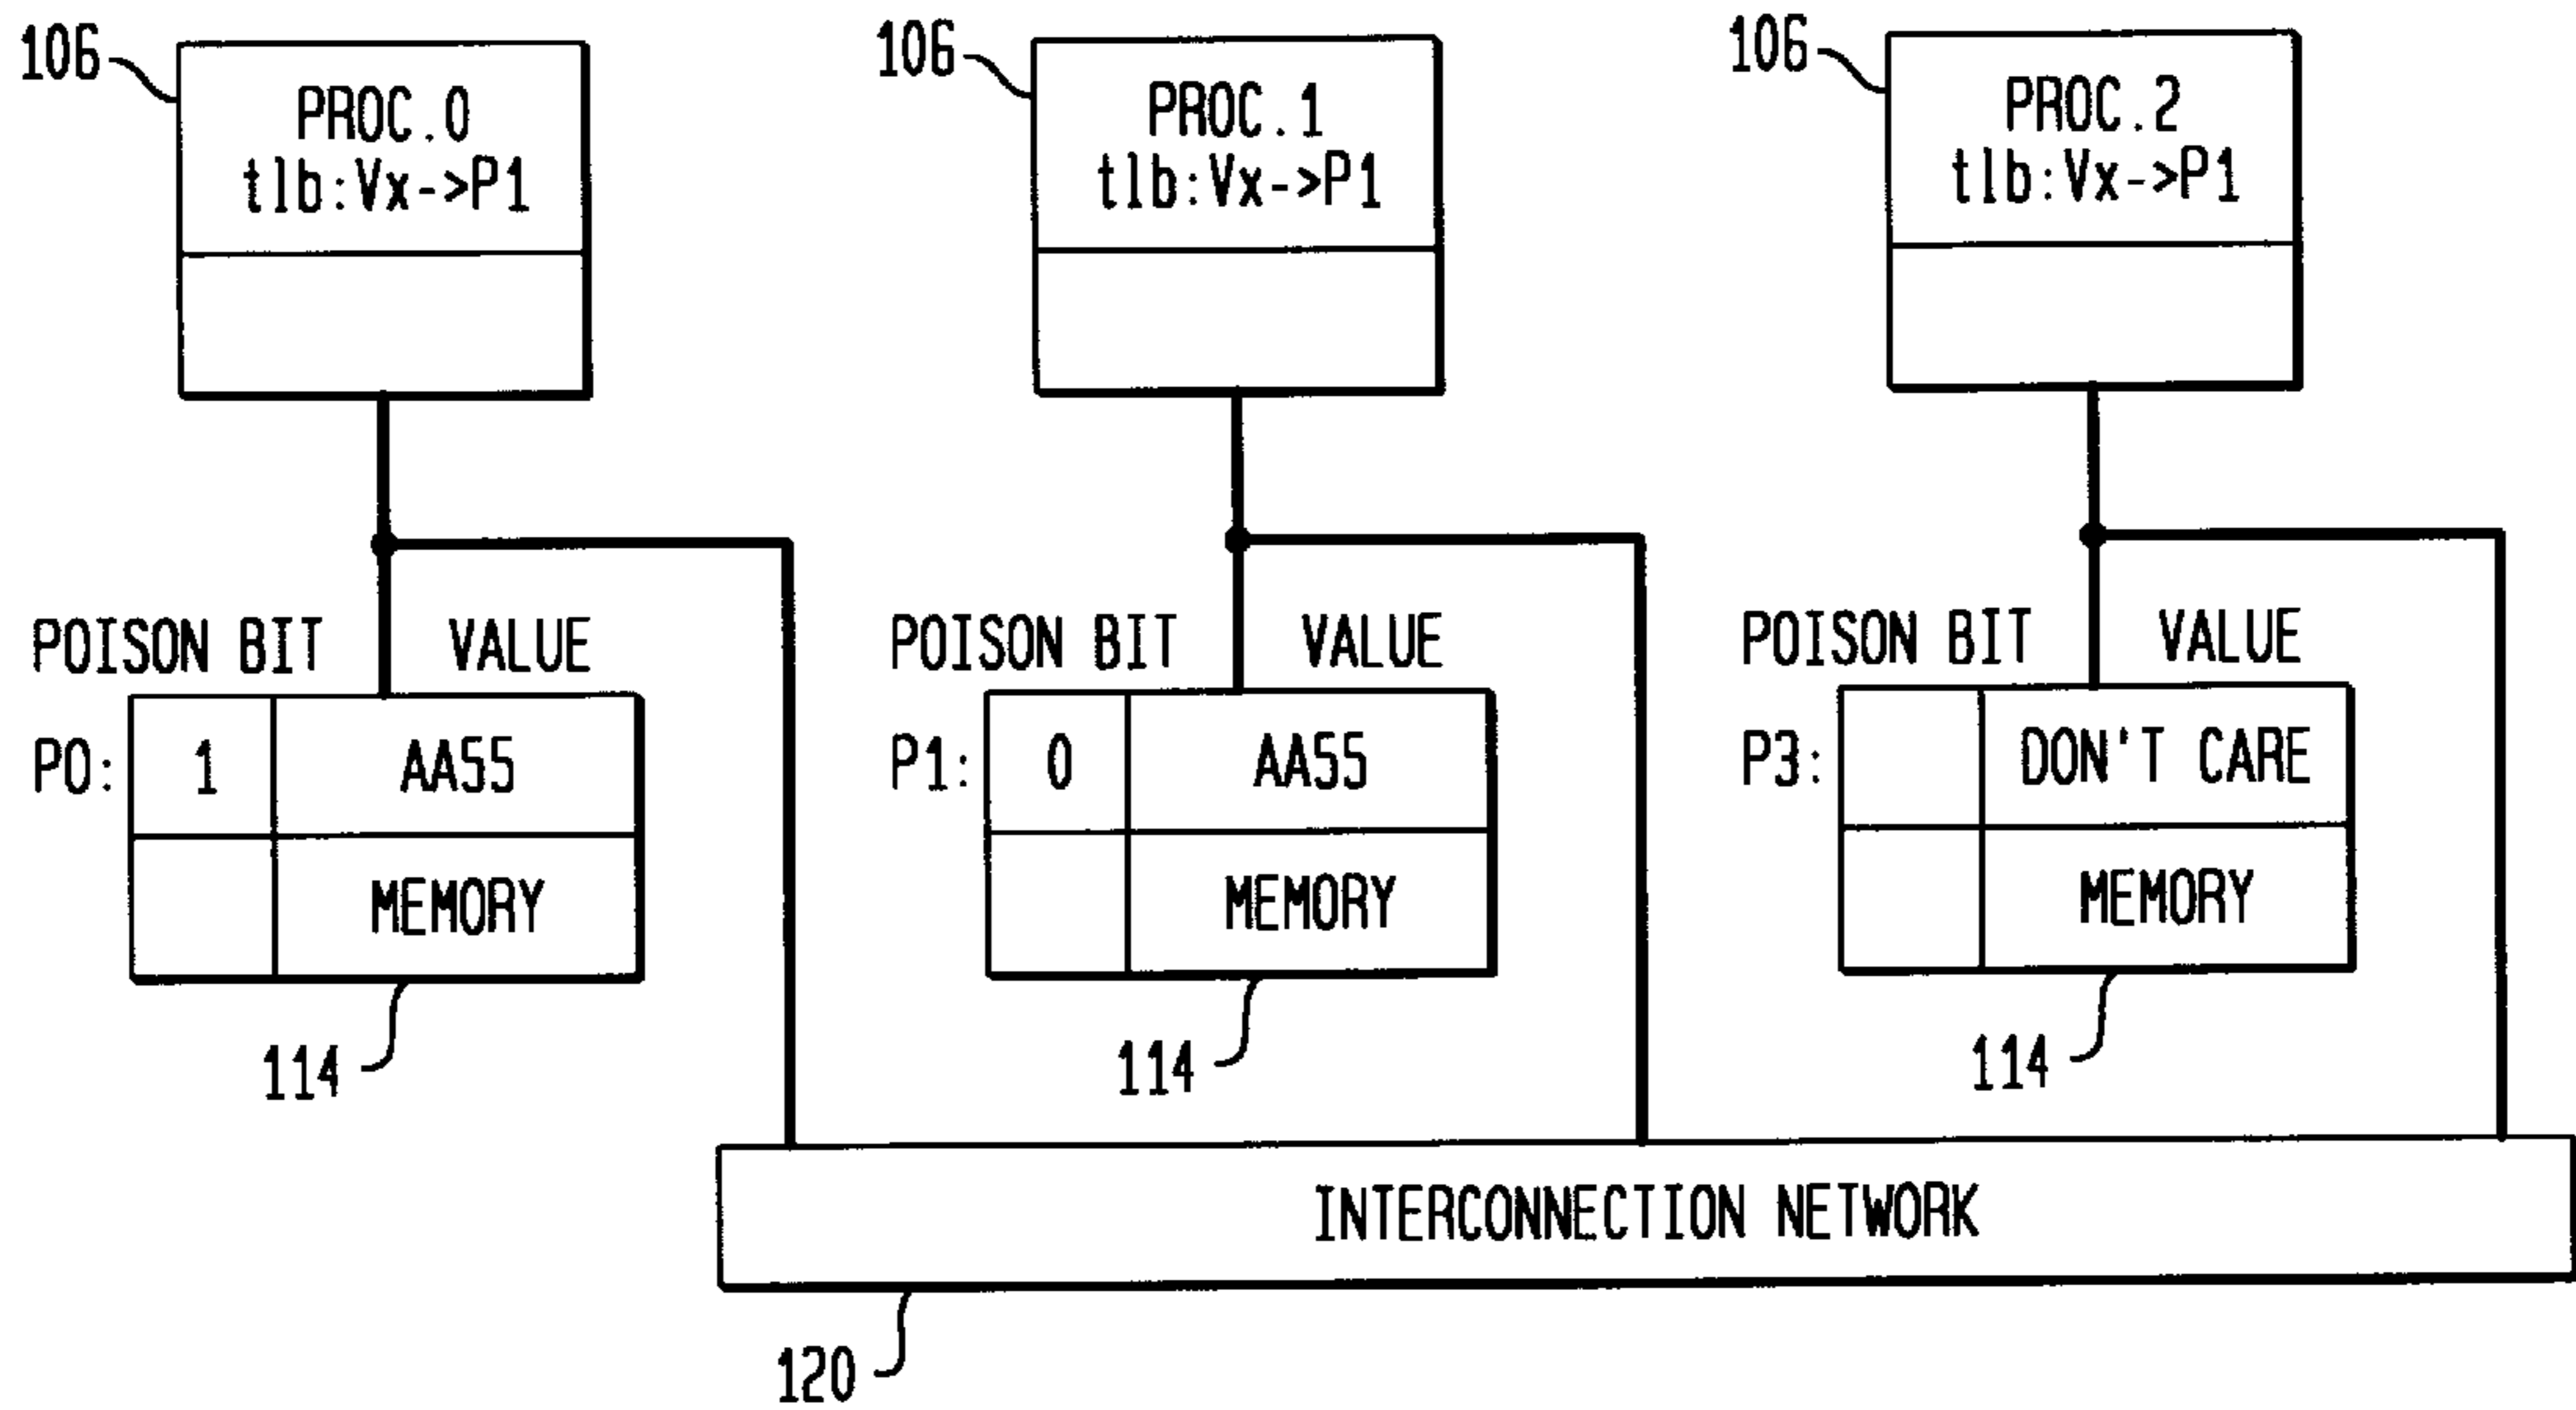 106
PROC.0
tlb:Vx->P1
106
PROC.1
tlb:Vx->P1
106
PROC.2
tlb:Vx->P1
POISON BIT VALUE
P0: 1 AA55
MEMORY
114
POISON BIT VALUE
P1: 0 AA55
MEMORY
114
POISON BIT VALUE
P3: DON'T CARE
MEMORY
114
INTERCONNECTION NETWORK
120